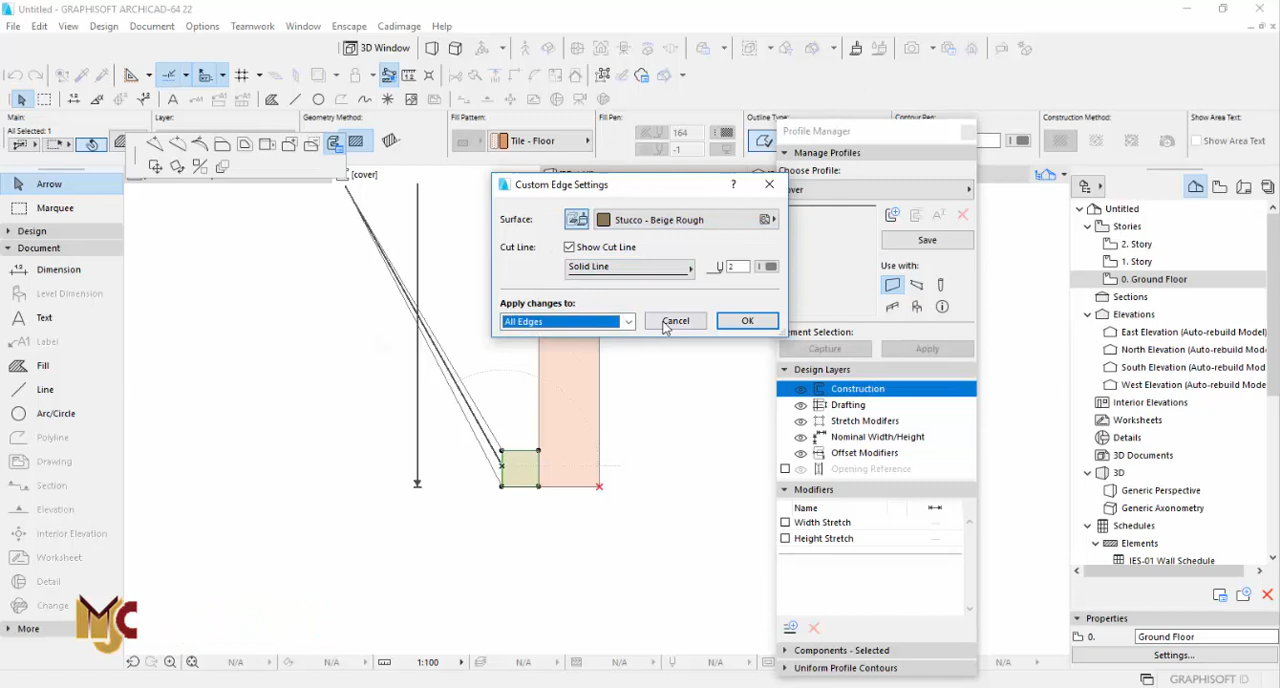 Untitled - GRAPHISOFT ARCHICAD-64 22
File Edit View Design Document Options Teamwork Window Enscape Cadimage Help
3D Window
Main:
Layer:
Geometry Method:
Fill Pattern:
Fill Pen:
Outline Type:
Contour Pen:
Construction Method:
Show Area Text:
All Selected: 1
Tile - Floor
164
-1
Show Area Text
[cover]
Arrow
Marquee
Design
Document
Dimension
Level Dimension
Text
Label
Fill
Line
Arc/Circle
Polyline
Drawing
Section
Elevation
Interior Elevation
Worksheet
Detail
Change
More
MJC
Custom Edge Settings
?
Surface:
Stucco - Beige Rough
Cut Line:
Show Cut Line
Solid Line
2
Apply changes to:
All Edges
Cancel
OK
Profile Manager
Manage Profiles
Choose Profile:
Save
Use with:
Element Selection:
Capture
Apply
Design Layers
Construction
Drafting
Stretch Modifers
Nominal Width/Height
Offset Modifiers
Opening Reference
Modifiers
Name
Width Stretch
Height Stretch
Components - Selected
Uniform Profile Contours
Untitled
Stories
2. Story
1. Story
0. Ground Floor
Sections
Elevations
East Elevation (Auto-rebuild Model)
North Elevation (Auto-rebuild Model)
South Elevation (Auto-rebuild Model)
West Elevation (Auto-rebuild Mode
Interior Elevations
Worksheets
Details
3D Documents
3D
Generic Perspective
Generic Axonometry
Schedules
Elements
IES-01 Wall Schedule
Properties
0.
Ground Floor
Settings...
N/A N/A 1:100 N/A N/A N/A N/A
GRAPHISOFT ID